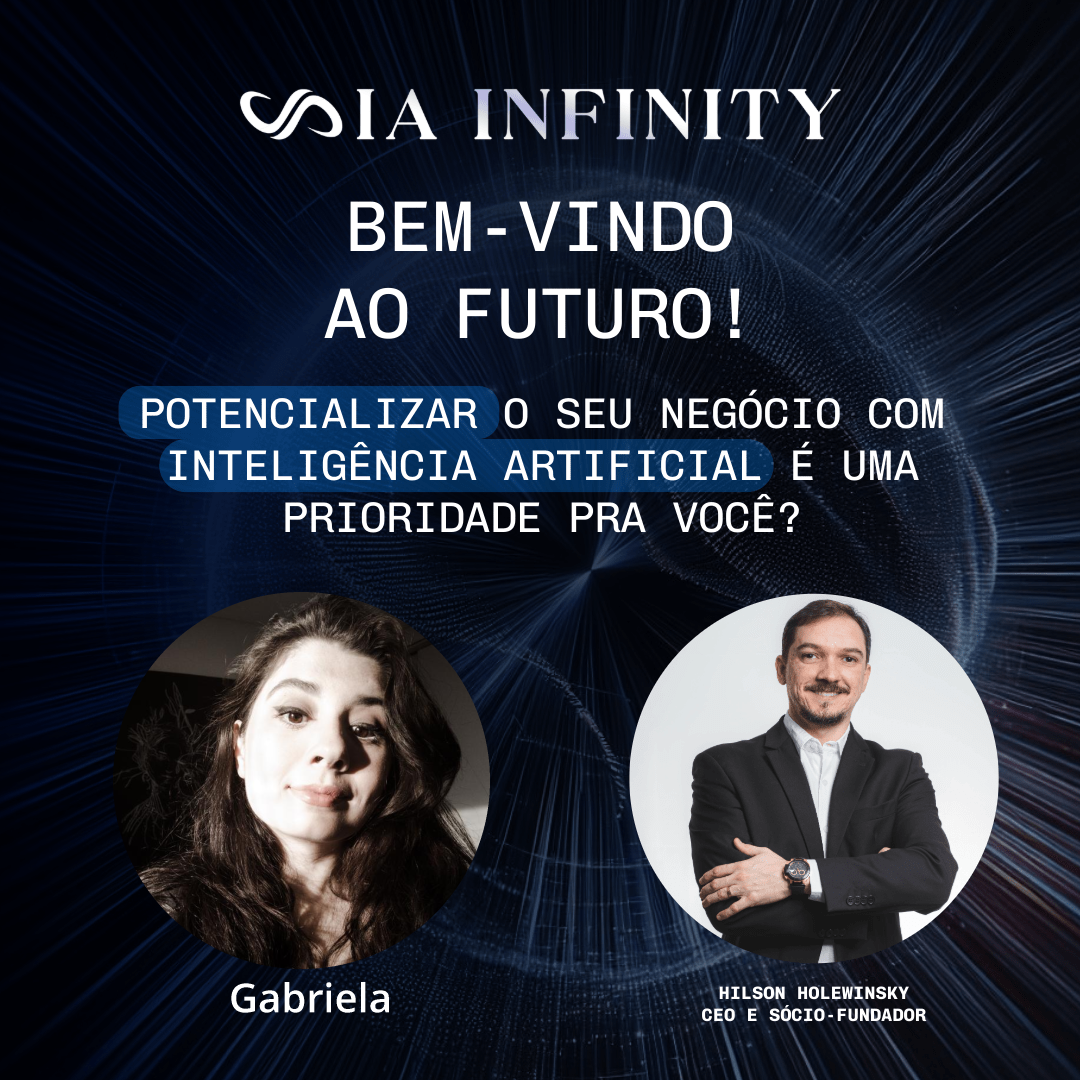 IA INFINITY
BEM-VINDO
AO FUTURO!
POTENCIALIZAR O SEU NEGÓCIO COM
INTELIGÊNCIA ARTIFICIAL É UMA
PRIORIDADE PRA VOCÊ?
Gabriela
HILSON HOLEWINSKY
CEO E SÓCIO-FUNDADOR